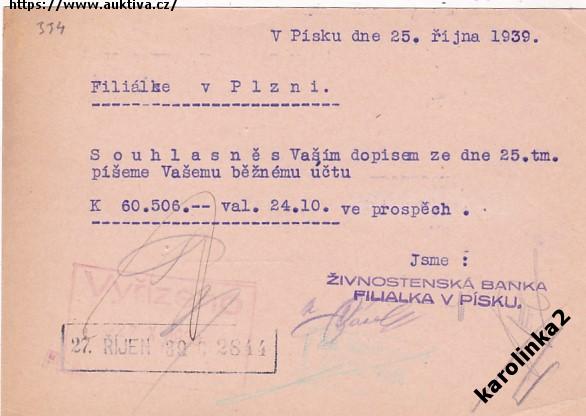 https://www.auktiva.cz/
334
V Písku dne 25. října 1939.
Filiálke v Plzni.
Souhlasně s Vaším dopisem ze dne 25.tm.
píšeme Vašemu běžnému účtu
K 60.506.-- val. 24.10. ve prospěch .
Jsme :
ŽIVNOSTENSKÁ BANKA
FILIALKA V PÍSKU.
Vyřízeno
27. ŘÍJEN 39 C 2844
karolinka2